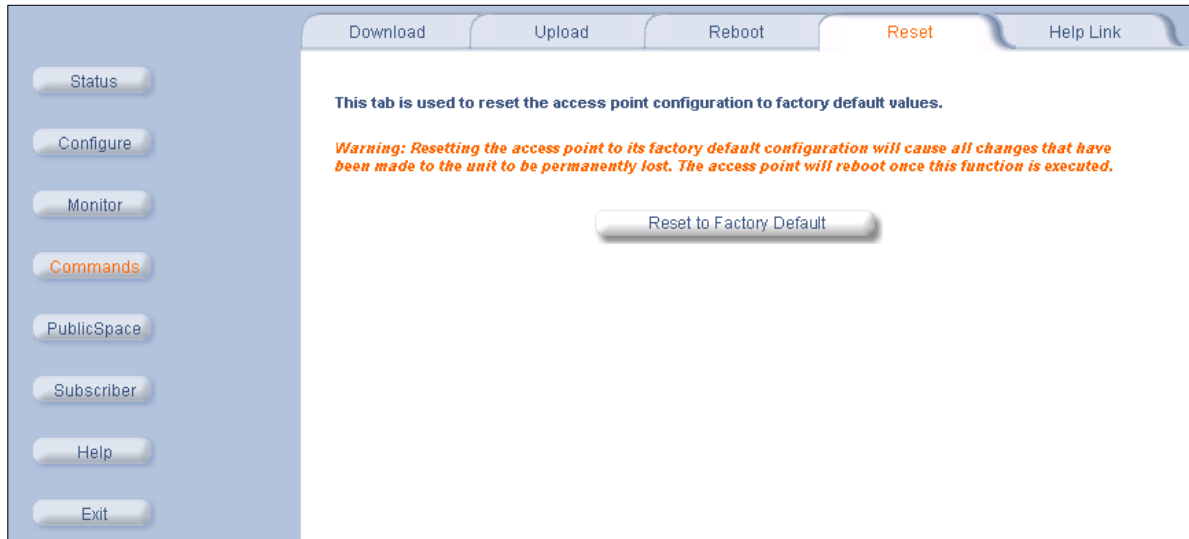 Download
Upload
Reboot
Reset
Help Link
Status
Configure
Monitor
Commands
PublicSpace
Subscriber
Help
Exit
This tab is used to reset the access point configuration to factory default values.
Warning: Resetting the access point to its factory default configuration will cause all changes that have
been made to the unit to be permanently lost. The access point will reboot once this function is executed.
Reset to Factory Default